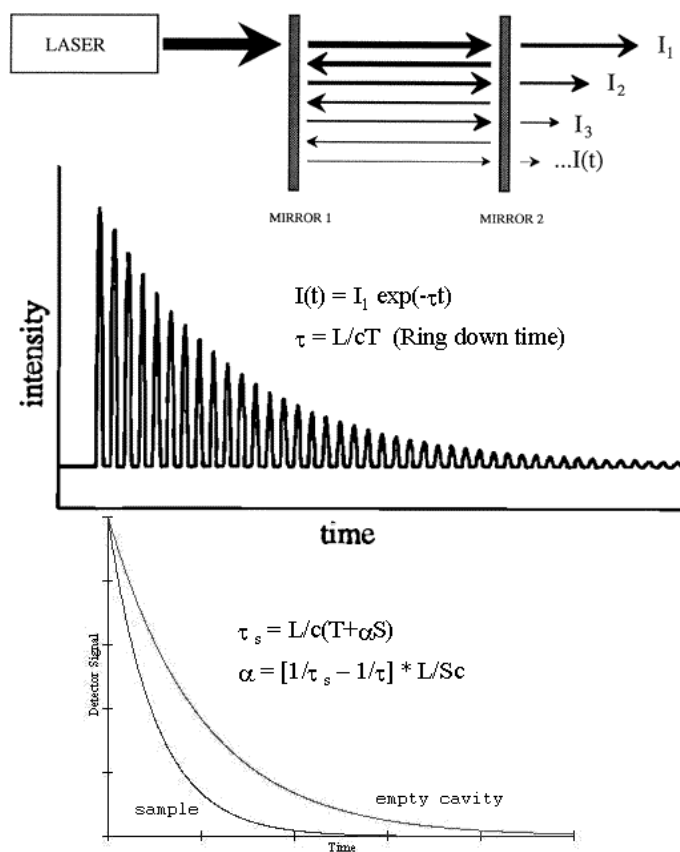 LASER
I₁
I₂
I₃
...I(t)
MIRROR 1 MIRROR 2
I(t) = I₁ exp(-τt)
τ = L/cT (Ring down time)
intensity
time
τ s = L/c(T+αS)
α = [1/τ s – 1/τ] * L/Sc
Detector Signal
sample
empty cavity
Time